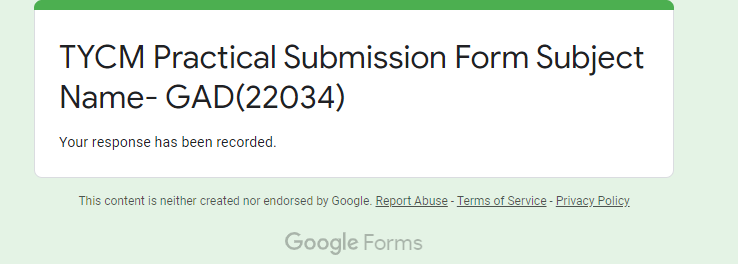 TYCM Practical Submission Form Subject
Name- GAD(22034)
Your response has been recorded.
This content is neither created nor endorsed by Google. Report Abuse - Terms of Service - Privacy Policy
Google Forms